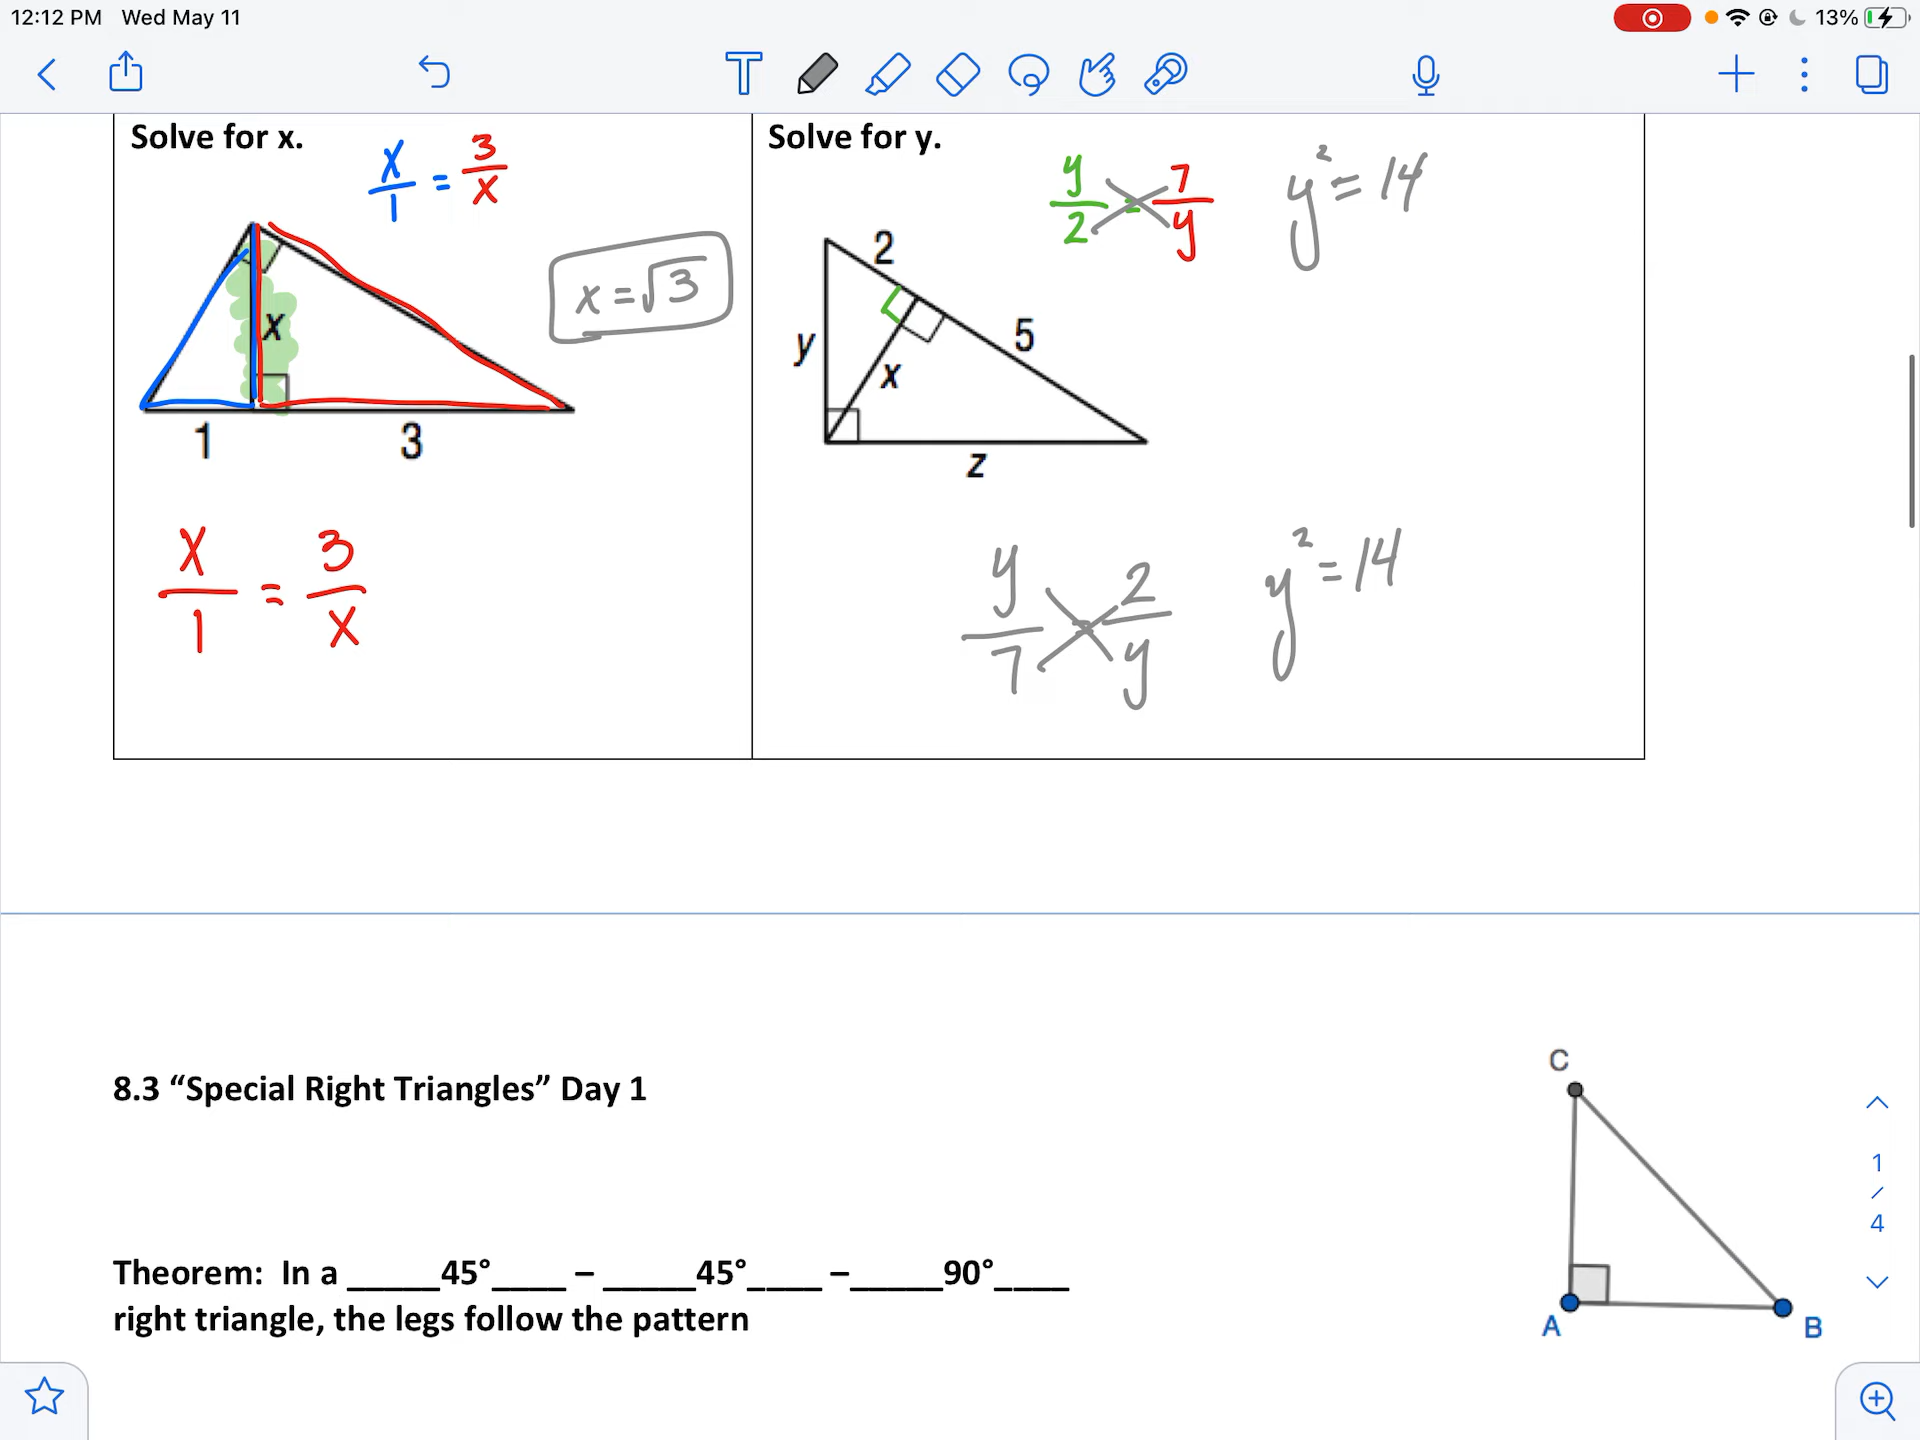 12:12 PM Wed May 11
13%
T
Solve for x.
x/1 = 3/x
x
1
3
x = √3
x/1 = 3/x
Solve for y.
y/2 = 7/y
y² = 14
2
5
y
x
z
y/7 = 2/y
y² = 14
8.3 “Special Right Triangles” Day 1
Theorem: In a _____45°____ – _____45°____ –_____90°____
right triangle, the legs follow the pattern
C
A
B
1
/
4